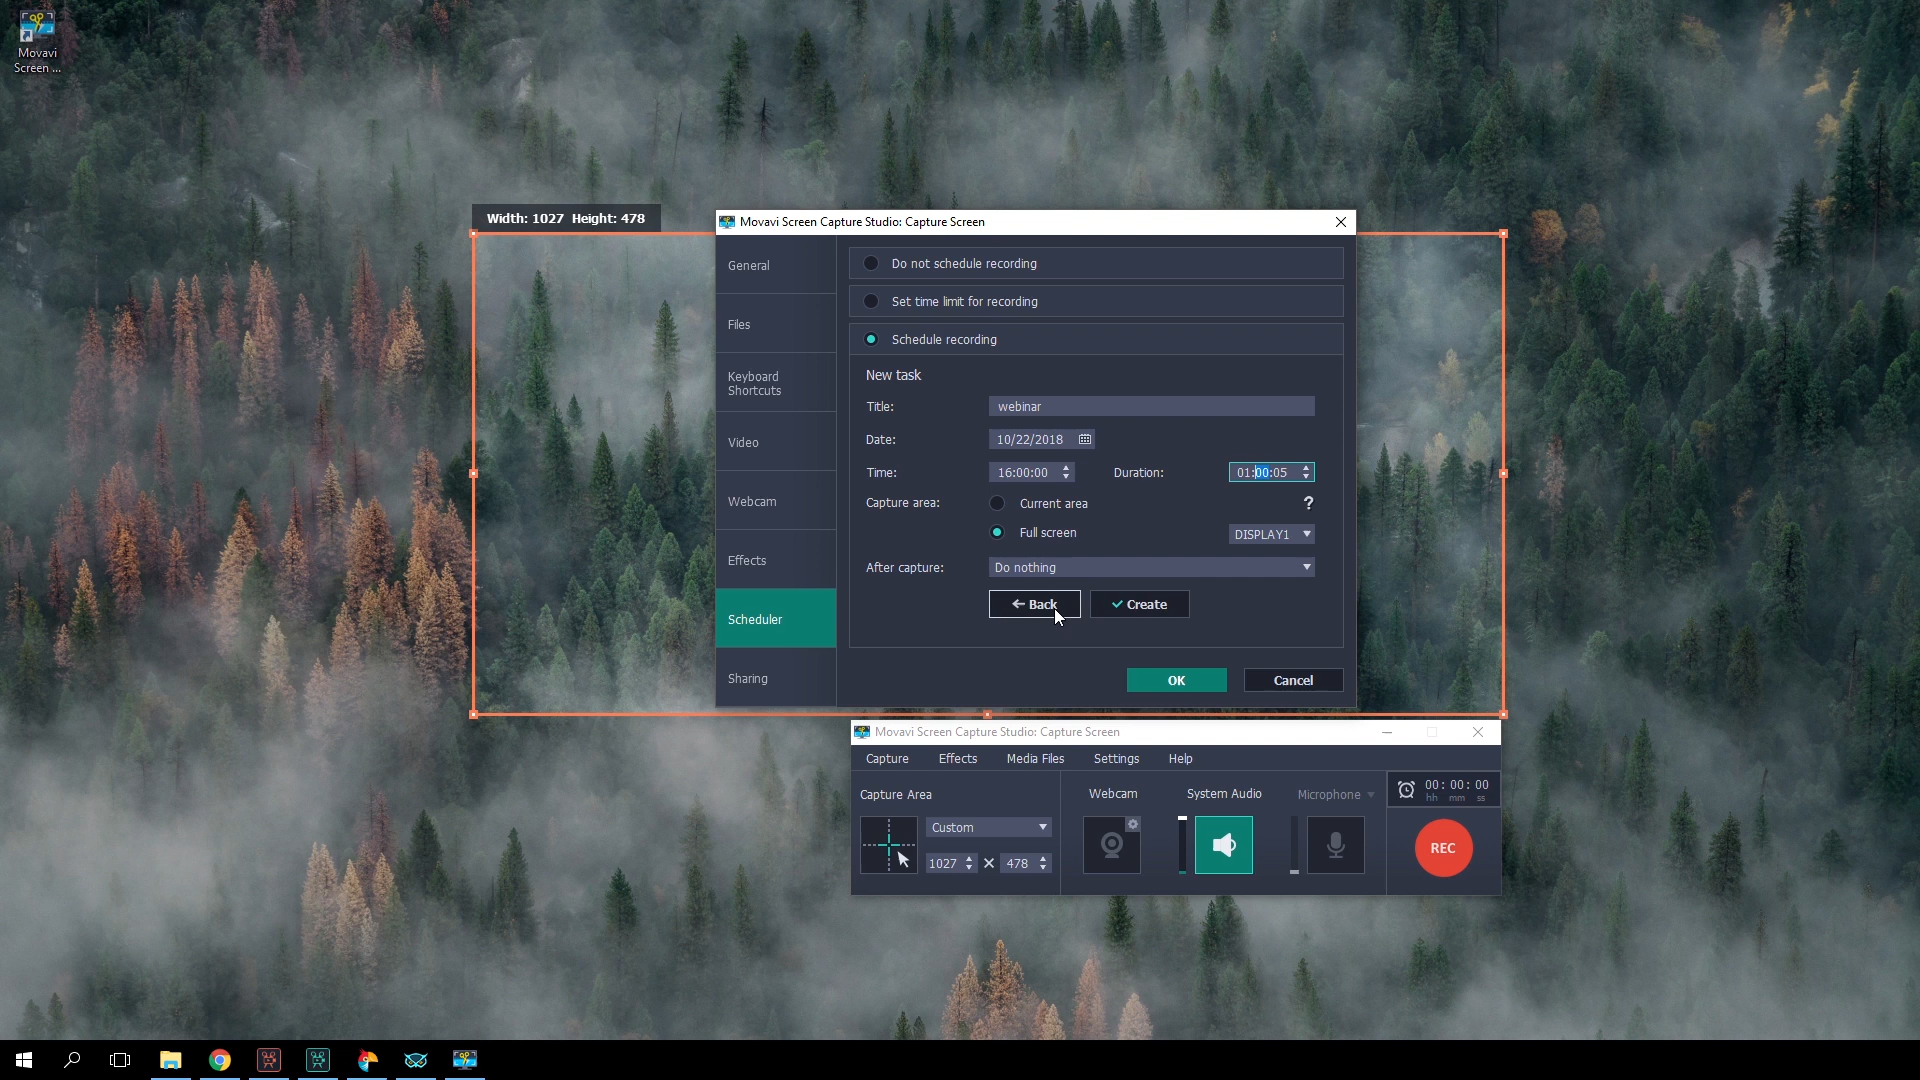 Movavi
Screen ...
Width: 1027 Height: 478
Movavi Screen Capture Studio: Capture Screen
General
Files
Keyboard
Shortcuts
Video
Webcam
Effects
Scheduler
Sharing
Do not schedule recording
Set time limit for recording
Schedule recording
New task
Title: webinar
Date: 10/22/2018
Time: 16:00:00 Duration: 01:00:05
Capture area: Current area ?
Full screen DISPLAY1
After capture: Do nothing
Back Create
OK Cancel
Movavi Screen Capture Studio: Capture Screen
Capture Effects Media Files Settings Help
Capture Area Webcam System Audio Microphone 00: 00: 00
hh mm ss
Custom
1027 X 478
REC